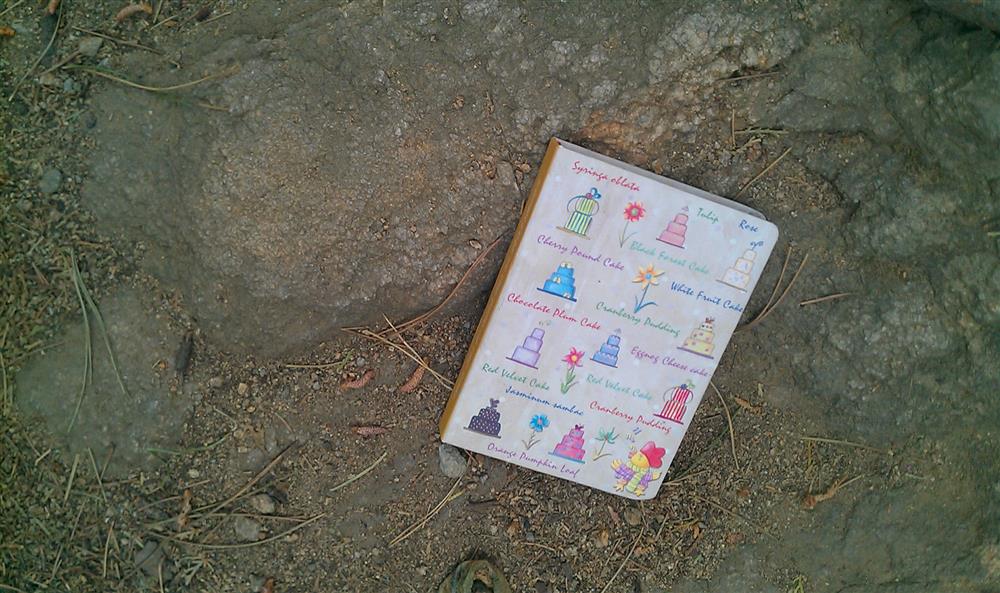 Syringa oblata
Tulip
Rose
Cherry Pound Cake
Black Forest Cake
White Fruit Cake
Chocolate Plum Cake
Cranberry Pudding
Eggnog Cheese cake
Red Velvet Cake
Red Velvet Cake
Jasminum sambac
Cranberry Pudding
Orange Pumpkin Loaf